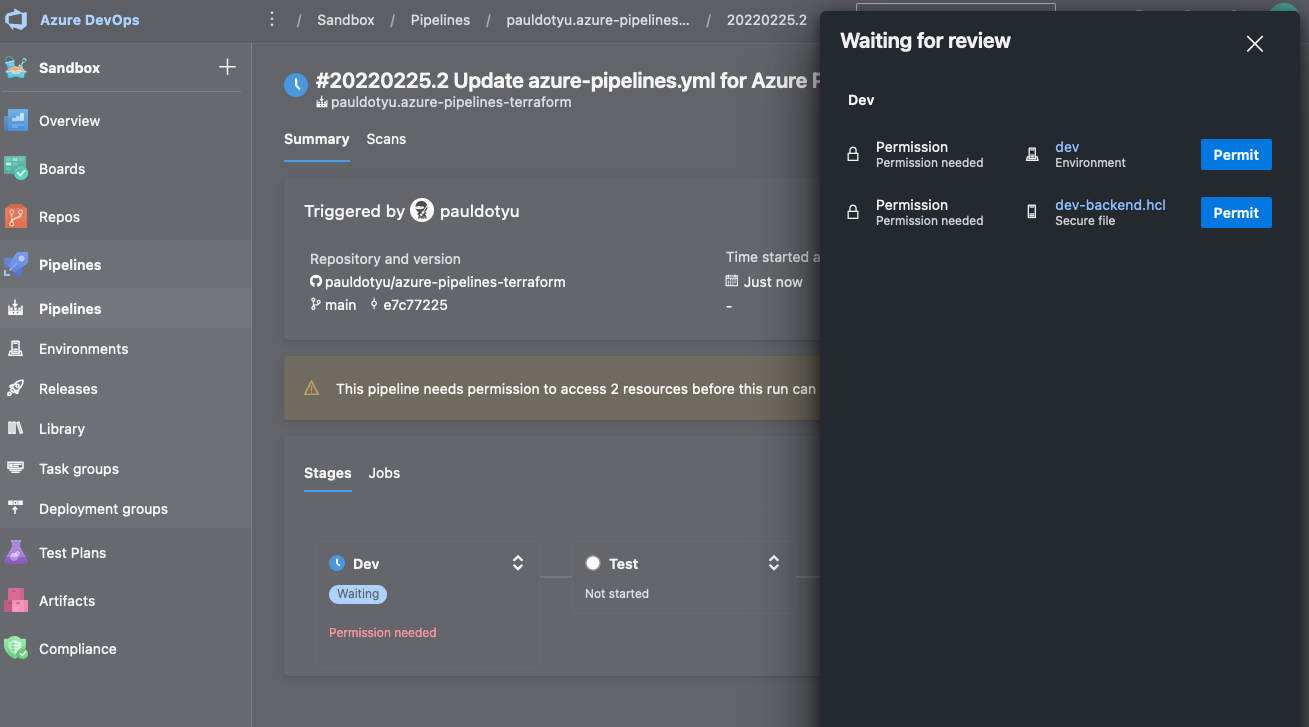 Azure DevOps
/ Sandbox / Pipelines / pauldotyu.azure-pipelines... / 20220225.2
Sandbox
Overview
Boards
Repos
Pipelines
Pipelines
Environments
Releases
Library
Task groups
Deployment groups
Test Plans
Artifacts
Compliance
#20220225.2 Update azure-pipelines.yml for Azure P
pauldotyu.azure-pipelines-terraform
Summary Scans
Triggered by pauldotyu
Repository and version
pauldotyu/azure-pipelines-terraform
main e7c77225
Time started a
Just now
-
This pipeline needs permission to access 2 resources before this run can
Stages Jobs
Dev
Waiting
Permission needed
Test
Not started
Waiting for review
Dev
Permission dev Permit
Permission needed Environment
Permission dev-backend.hcl Permit
Permission needed Secure file